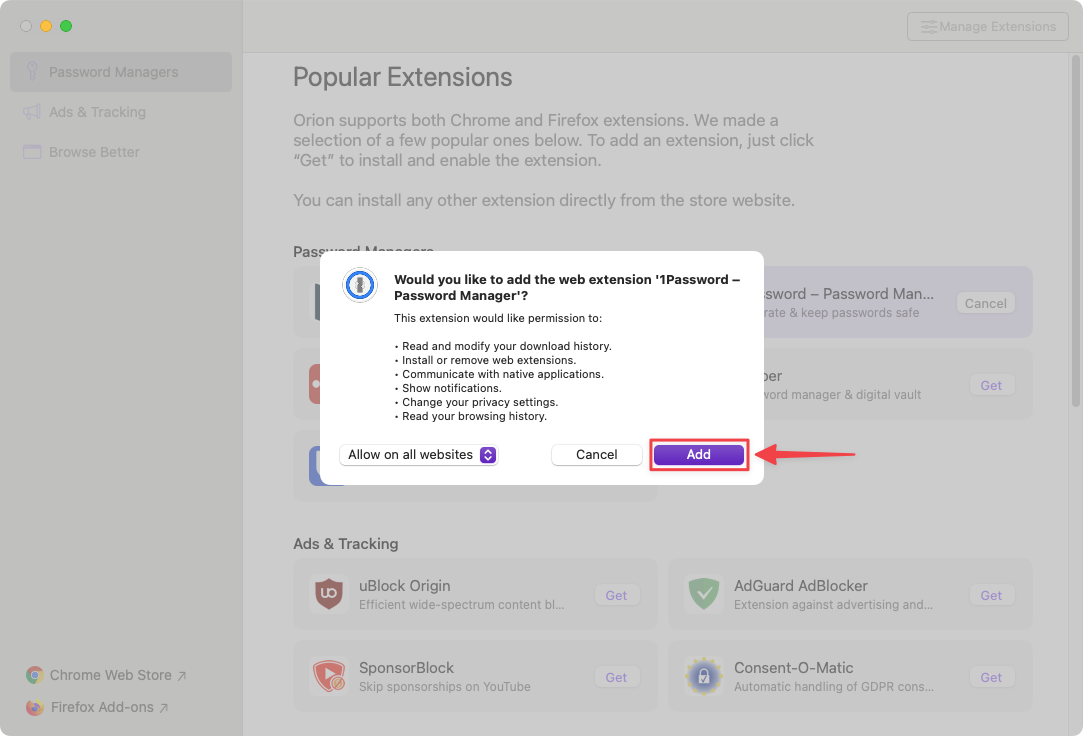 Manage Extensions
Password Managers
Ads & Tracking
Browse Better
Popular Extensions
Orion supports both Chrome and Firefox extensions. We made a
selection of a few popular ones below. To add an extension, just click
“Get” to install and enable the extension.
You can install any other extension directly from the store website.
Password Managers
Would you like to add the web extension '1Password –
Password Manager'?
This extension would like permission to:
• Read and modify your download history.
• Install or remove web extensions.
• Communicate with native applications.
• Show notifications.
• Change your privacy settings.
• Read your browsing history.
Allow on all websites
Cancel
Add
– Password Man...
& keep passwords safe
Cancel
manager & digital vault
Get
Ads & Tracking
uBlock Origin
Efficient wide-spectrum content bl...
Get
AdGuard AdBlocker
Extension against advertising and...
Get
SponsorBlock
Skip sponsorships on YouTube
Get
Consent-O-Matic
Automatic handling of GDPR cons...
Get
Chrome Web Store ↗
Firefox Add-ons ↗